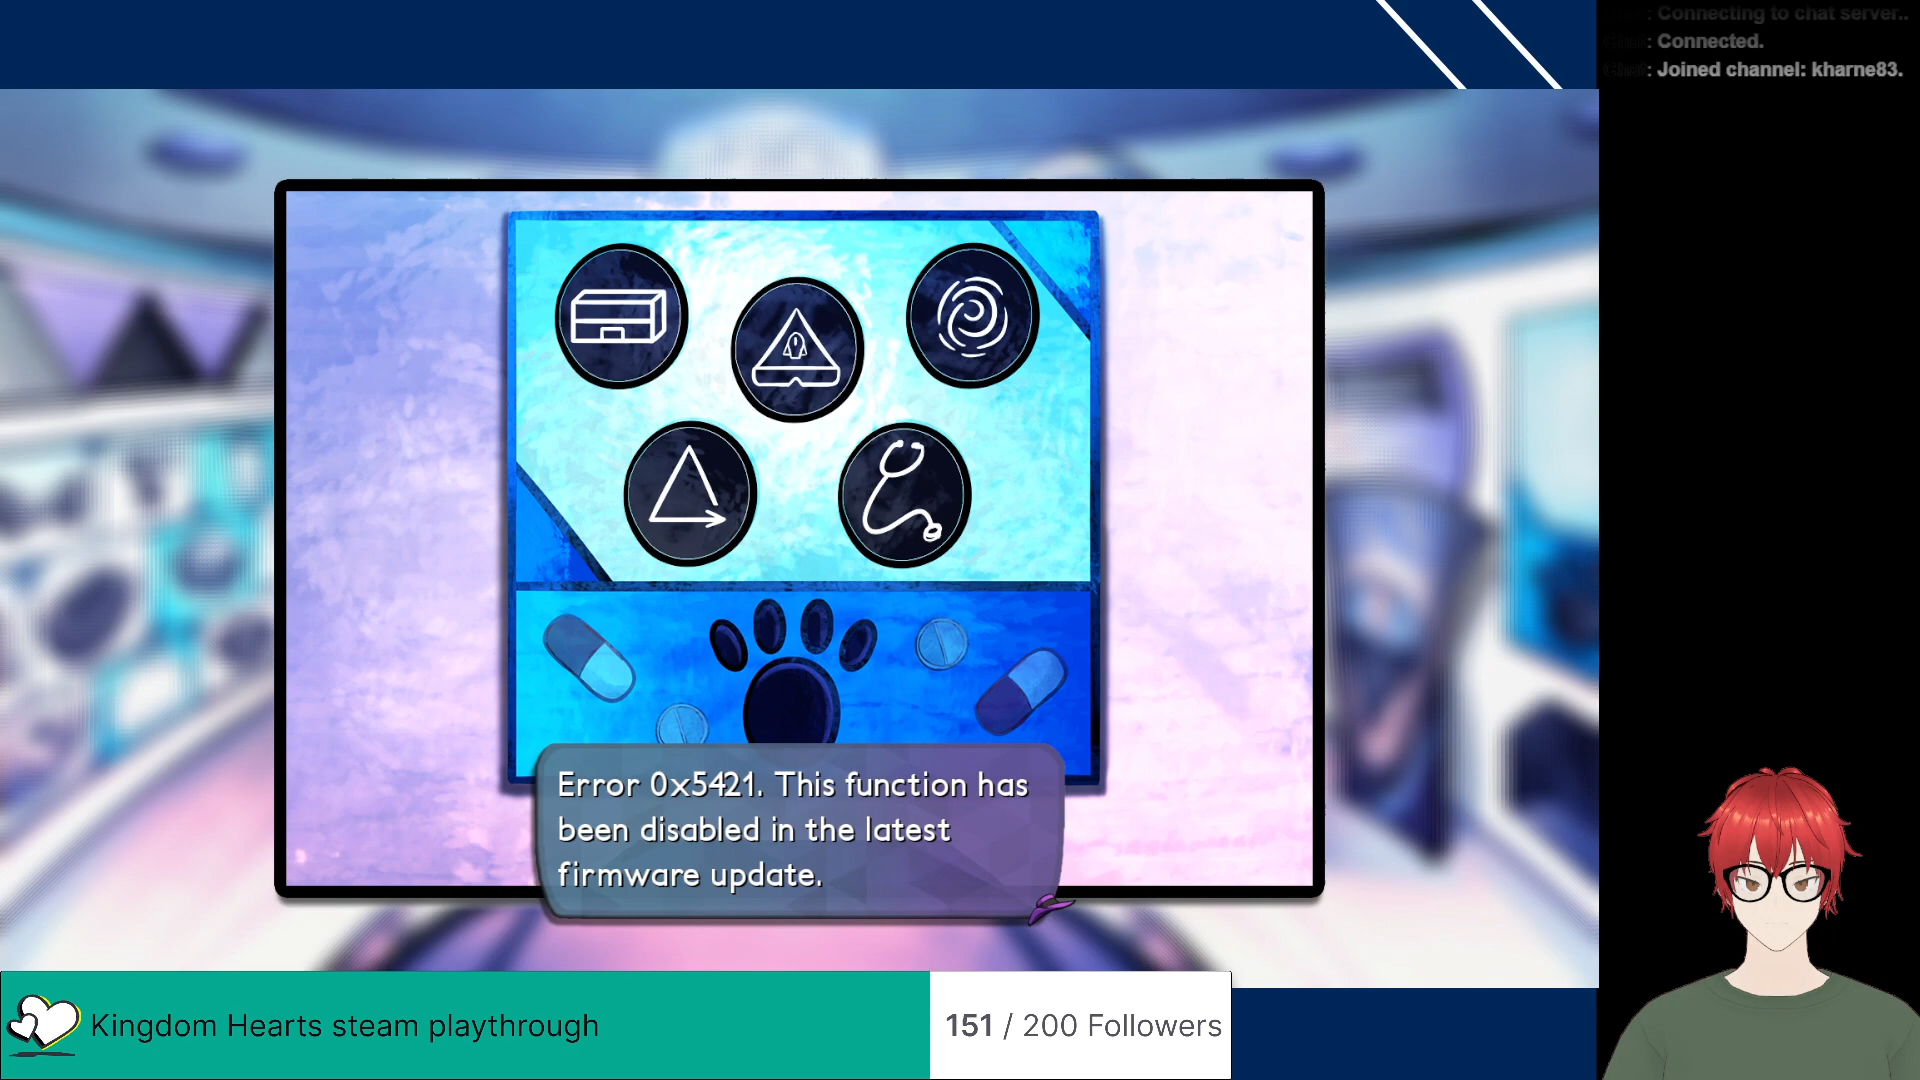 : Connecting to chat server..
: Connected.
: Joined channel: kharne83.
Error 0x5421. This function has
been disabled in the latest
firmware update.
Kingdom Hearts steam playthrough
151 / 200 Followers